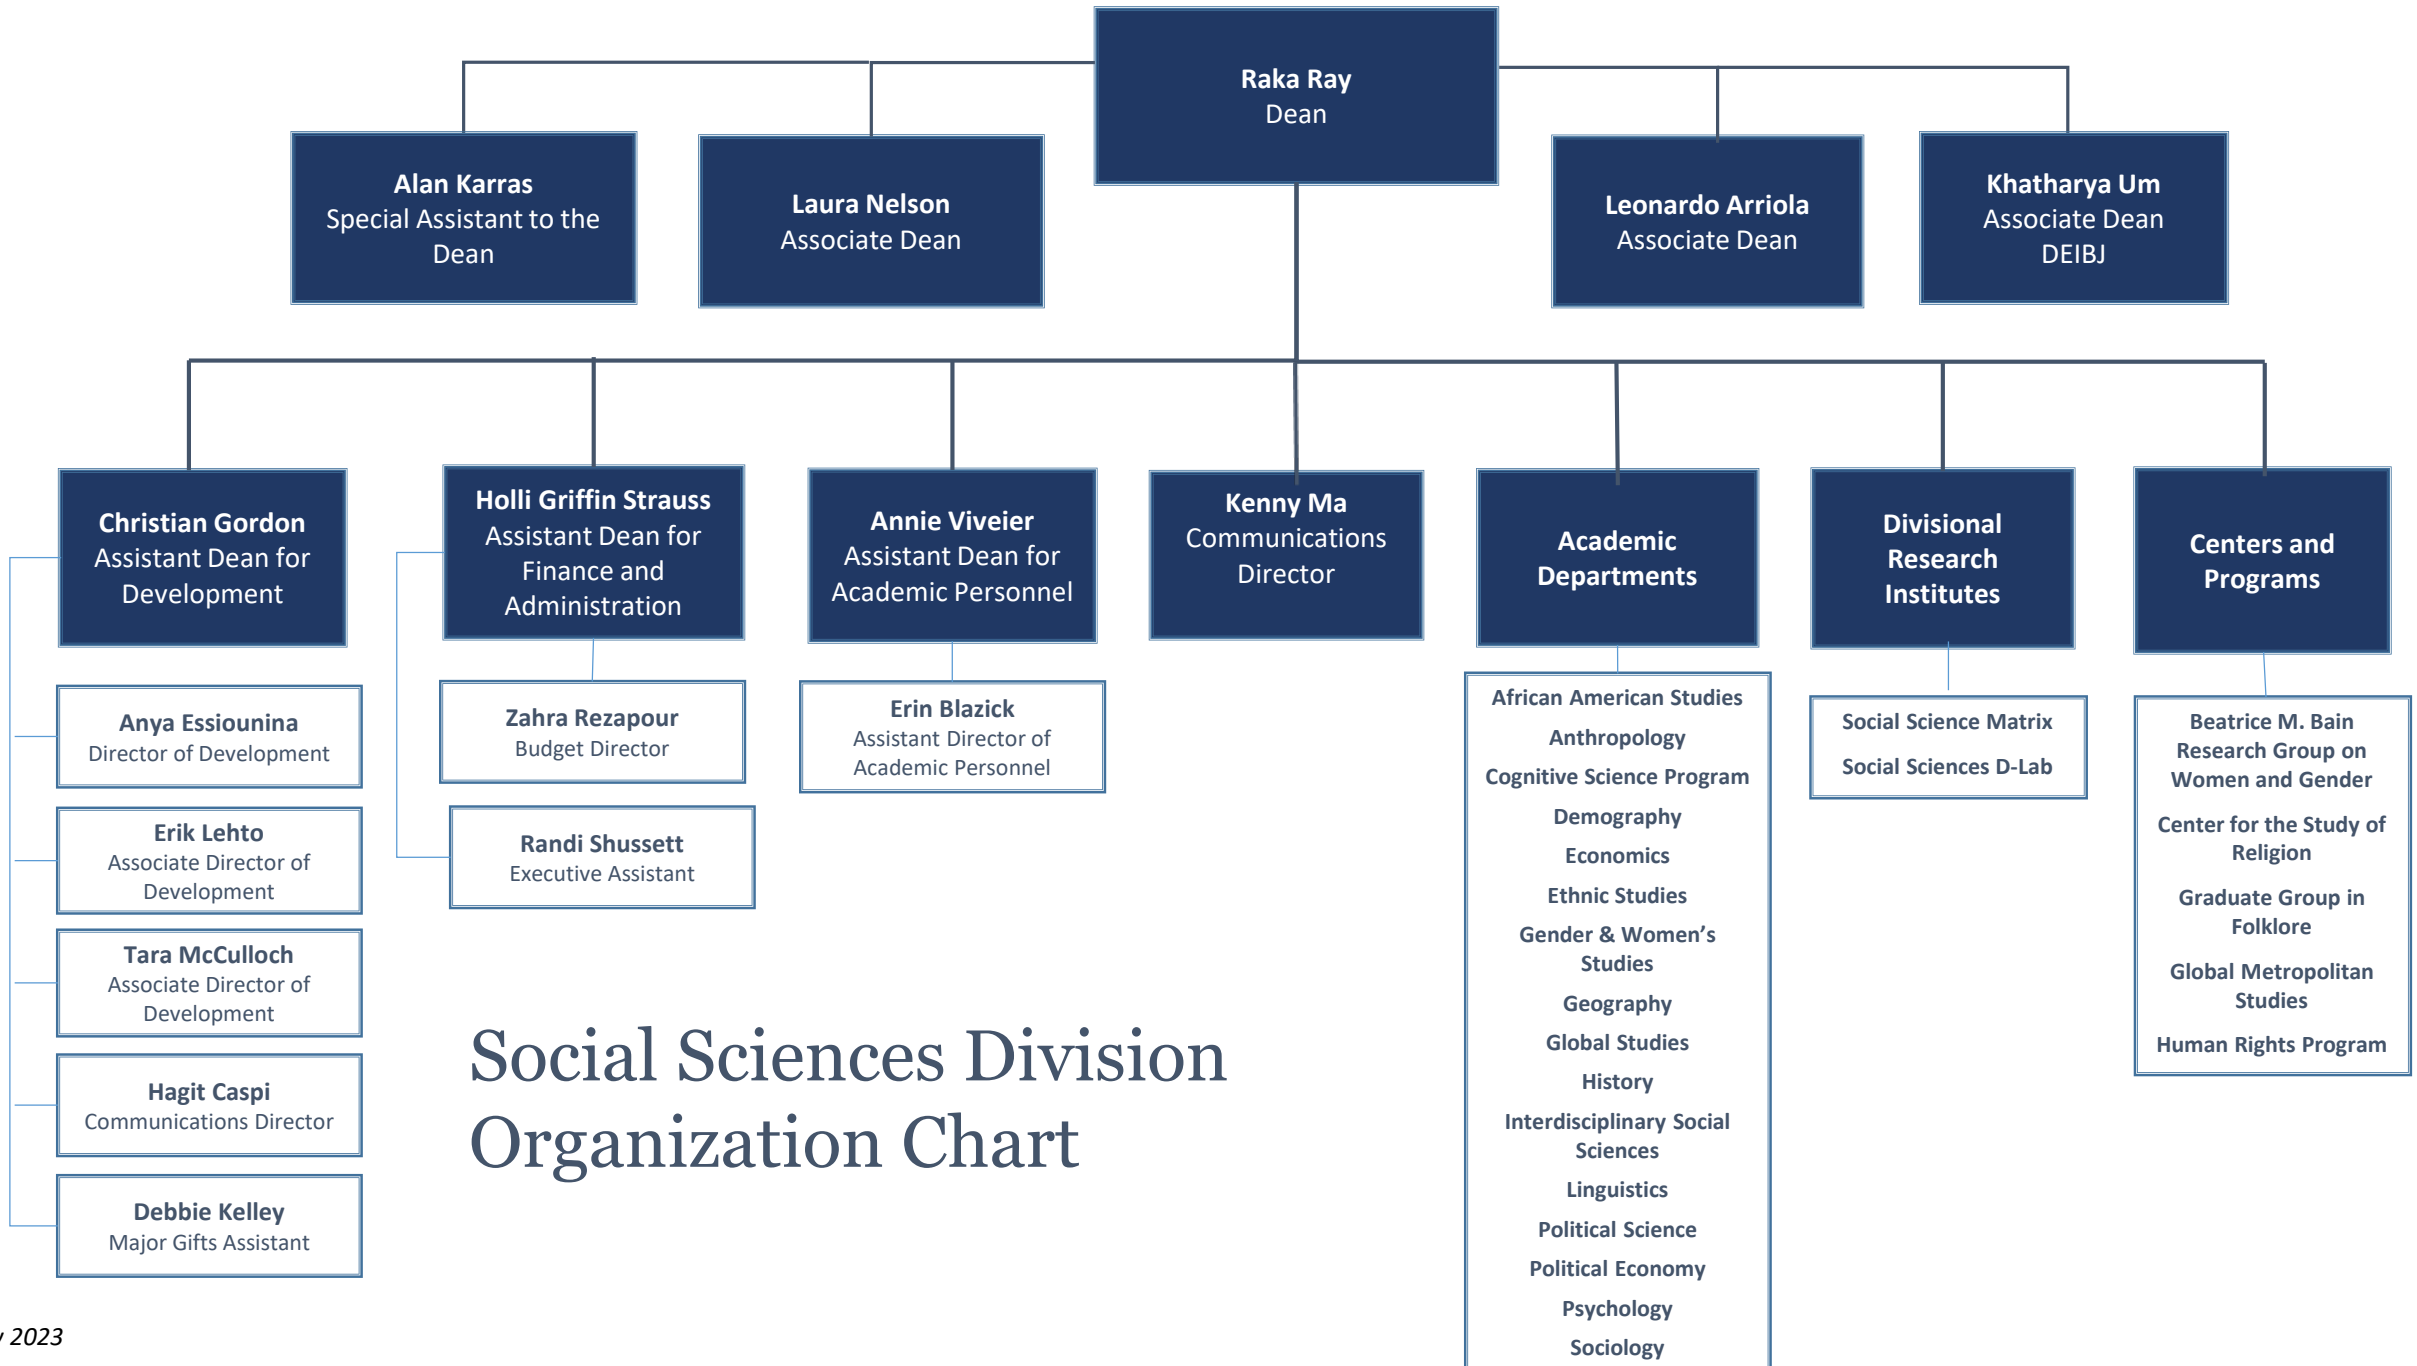 Raka Ray
Dean
Alan Karras
Special Assistant to the
Dean
Laura Nelson
Associate Dean
Leonardo Arriola
Associate Dean
Khatharya Um
Associate Dean
DEIBJ
Christian Gordon
Assistant Dean for
Development
Holli Griffin Strauss
Assistant Dean for
Finance and
Administration
Annie Viveier
Assistant Dean for
Academic Personnel
Kenny Ma
Communications
Director
Academic
Departments
Divisional
Research
Institutes
Centers and
Programs
Anya Essiounina
Director of Development
Erik Lehto
Associate Director of
Development
Tara McCulloch
Associate Director of
Development
Hagit Caspi
Communications Director
Debbie Kelley
Major Gifts Assistant
Zahra Rezapour
Budget Director
Randi Shussett
Executive Assistant
Erin Blazick
Assistant Director of
Academic Personnel
African American Studies
Anthropology
Cognitive Science Program
Demography
Economics
Ethnic Studies
Gender & Women’s
Studies
Geography
Global Studies
History
Interdisciplinary Social
Sciences
Linguistics
Political Science
Political Economy
Psychology
Sociology
Social Science Matrix
Social Sciences D-Lab
Beatrice M. Bain
Research Group on
Women and Gender
Center for the Study of
Religion
Graduate Group in
Folklore
Global Metropolitan
Studies
Human Rights Program
Social Sciences Division
Organization Chart
2023